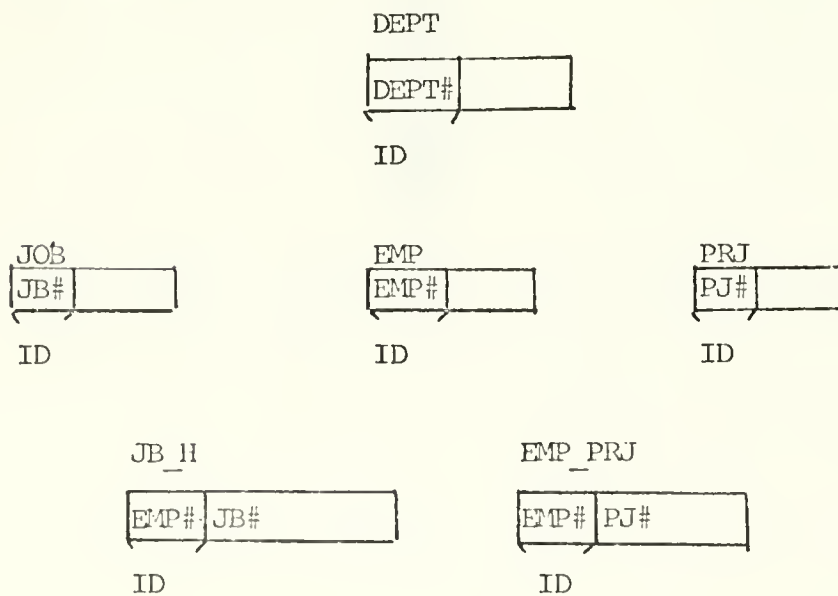 DEPT
DEPT#
ID
JOB EMP PRJ
JB# EMP# PJ#
ID ID ID
JB_H EMP_PRJ
EMP# JB# EMP# PJ#
ID ID